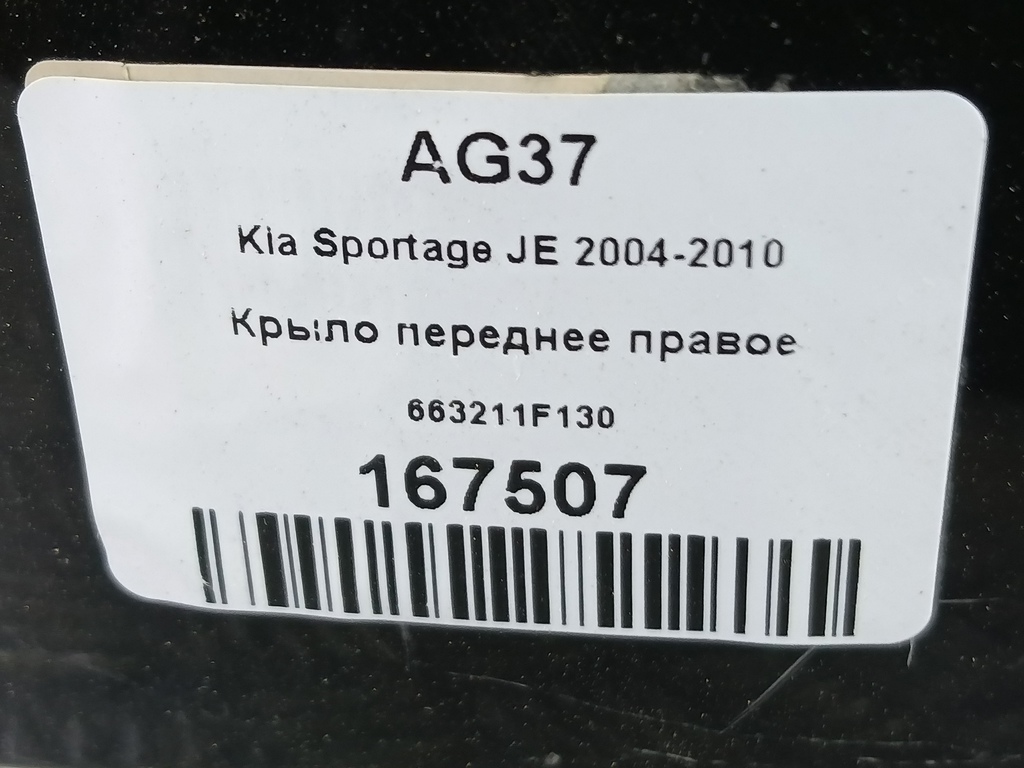 AG37
Kia Sportage JE 2004-2010
Крыло переднее правое
663211F130
167507